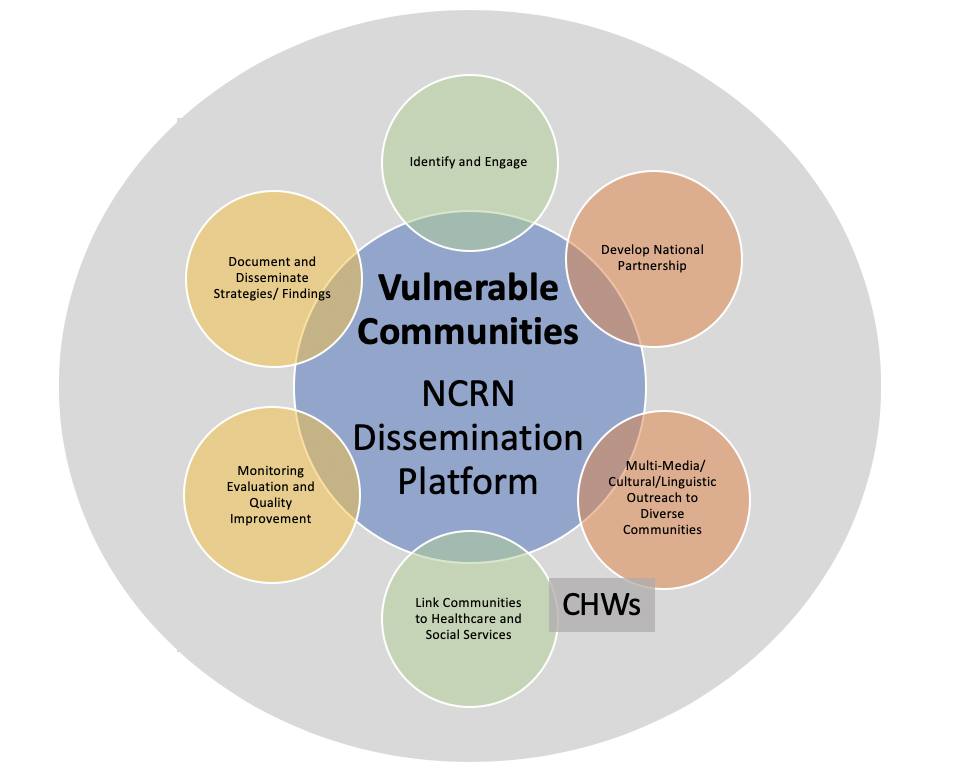 Identify and Engage
Develop National
Partnership
Document and
Disseminate
Strategies/ Findings
Vulnerable
Communities
NCRN
Dissemination
Platform
Multi-Media/
Cultural/Linguistic
Outreach to
Diverse
Communities
Monitoring
Evaluation and
Quality
Improvement
Link Communities
to Healthcare and
Social Services
CHWs